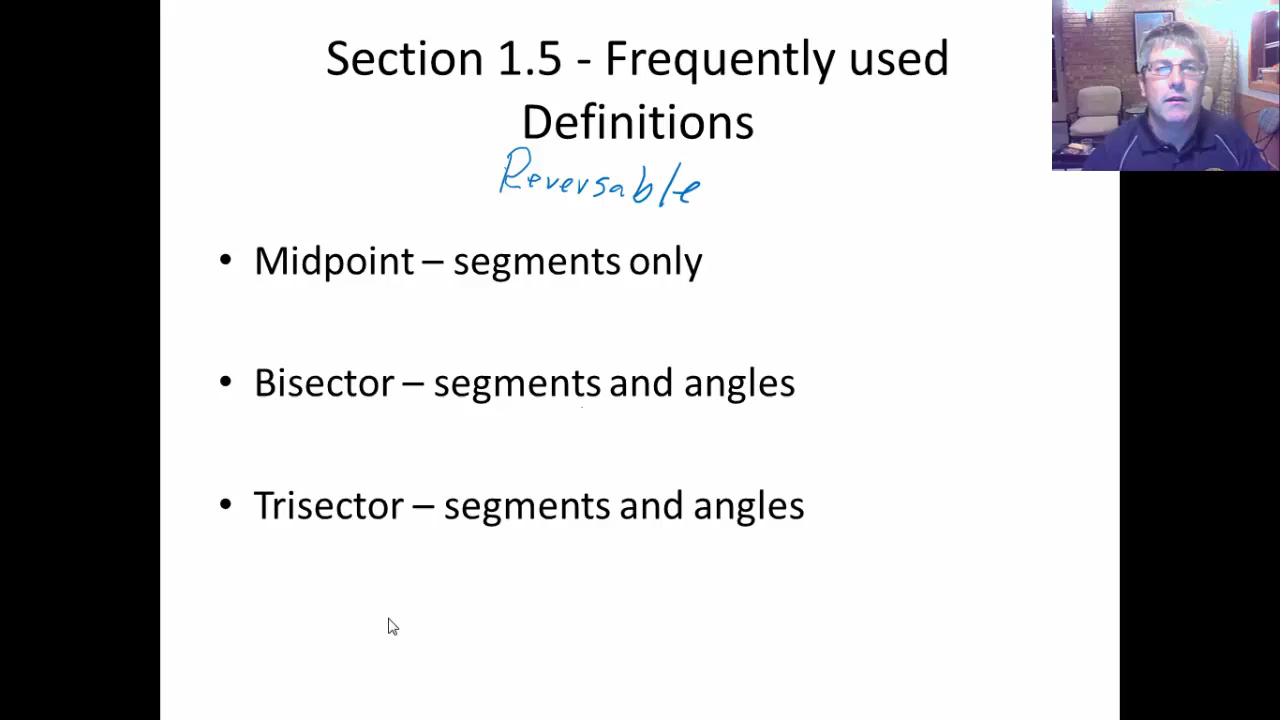 Section 1.5 - Frequently used
Definitions
Reversable
• Midpoint – segments only
• Bisector – segments and angles
• Trisector – segments and angles